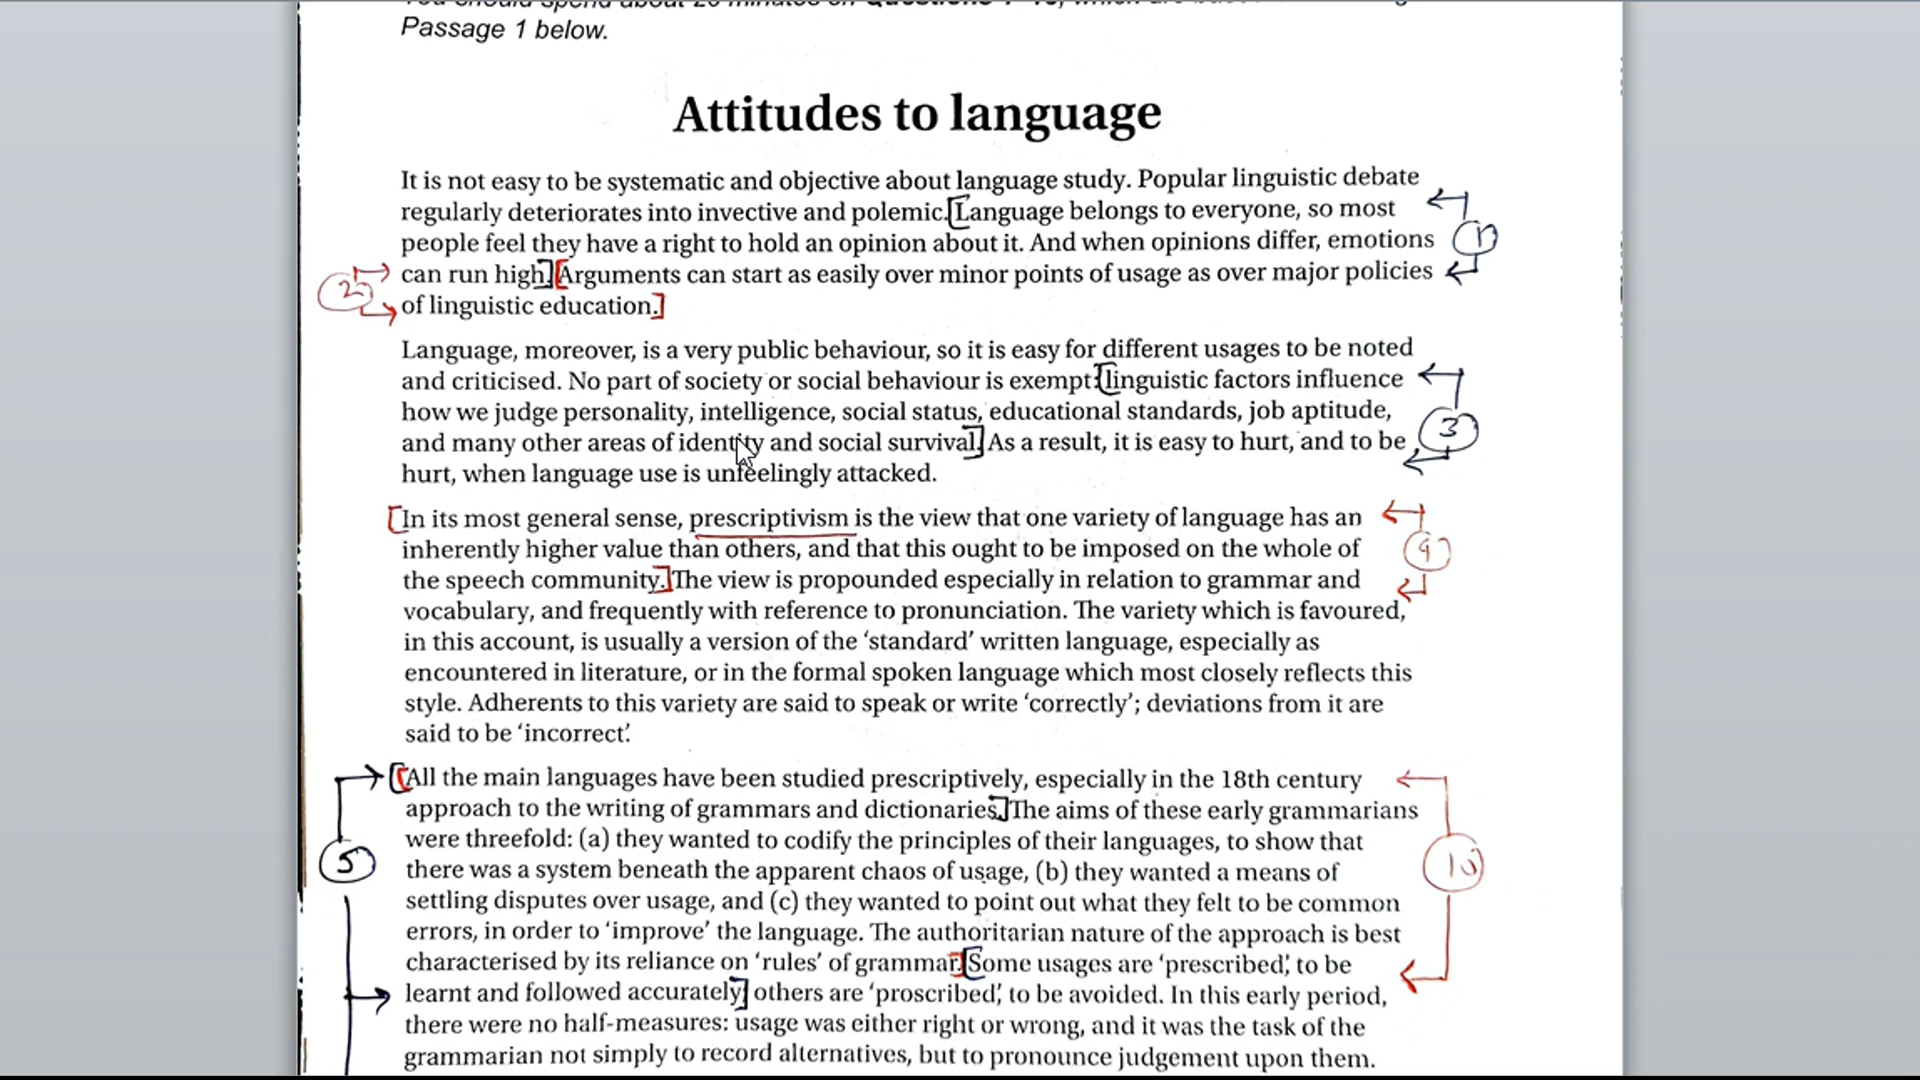 Passage 1 below.
Attitudes to language
It is not easy to be systematic and objective about language study. Popular linguistic debate
regularly deteriorates into invective and polemic. Language belongs to everyone, so most
people feel they have a right to hold an opinion about it. And when opinions differ, emotions
1
can run high. Arguments can start as easily over minor points of usage as over major policies
2
of linguistic education.
Language, moreover, is a very public behaviour, so it is easy for different usages to be noted
and criticised. No part of society or social behaviour is exempt: linguistic factors influence
how we judge personality, intelligence, social status, educational standards, job aptitude,
3
and many other areas of identity and social survival. As a result, it is easy to hurt, and to be
hurt, when language use is unfeelingly attacked.
In its most general sense, prescriptivism is the view that one variety of language has an
inherently higher value than others, and that this ought to be imposed on the whole of
the speech community. The view is propounded especially in relation to grammar and
vocabulary, and frequently with reference to pronunciation. The variety which is favoured,
in this account, is usually a version of the 'standard' written language, especially as
encountered in literature, or in the formal spoken language which most closely reflects this
style. Adherents to this variety are said to speak or write 'correctly'; deviations from it are
said to be 'incorrect'.
All the main languages have been studied prescriptively, especially in the 18th century
approach to the writing of grammars and dictionaries. The aims of these early grammarians
were threefold: (a) they wanted to codify the principles of their languages, to show that
5
there was a system beneath the apparent chaos of usage, (b) they wanted a means of
10
settling disputes over usage, and (c) they wanted to point out what they felt to be common
errors, in order to 'improve' the language. The authoritarian nature of the approach is best
characterised by its reliance on 'rules' of grammar. Some usages are 'prescribed', to be
learnt and followed accurately; others are 'proscribed', to be avoided. In this early period,
there were no half-measures: usage was either right or wrong, and it was the task of the
grammarian not simply to record alternatives, but to pronounce judgement upon them.